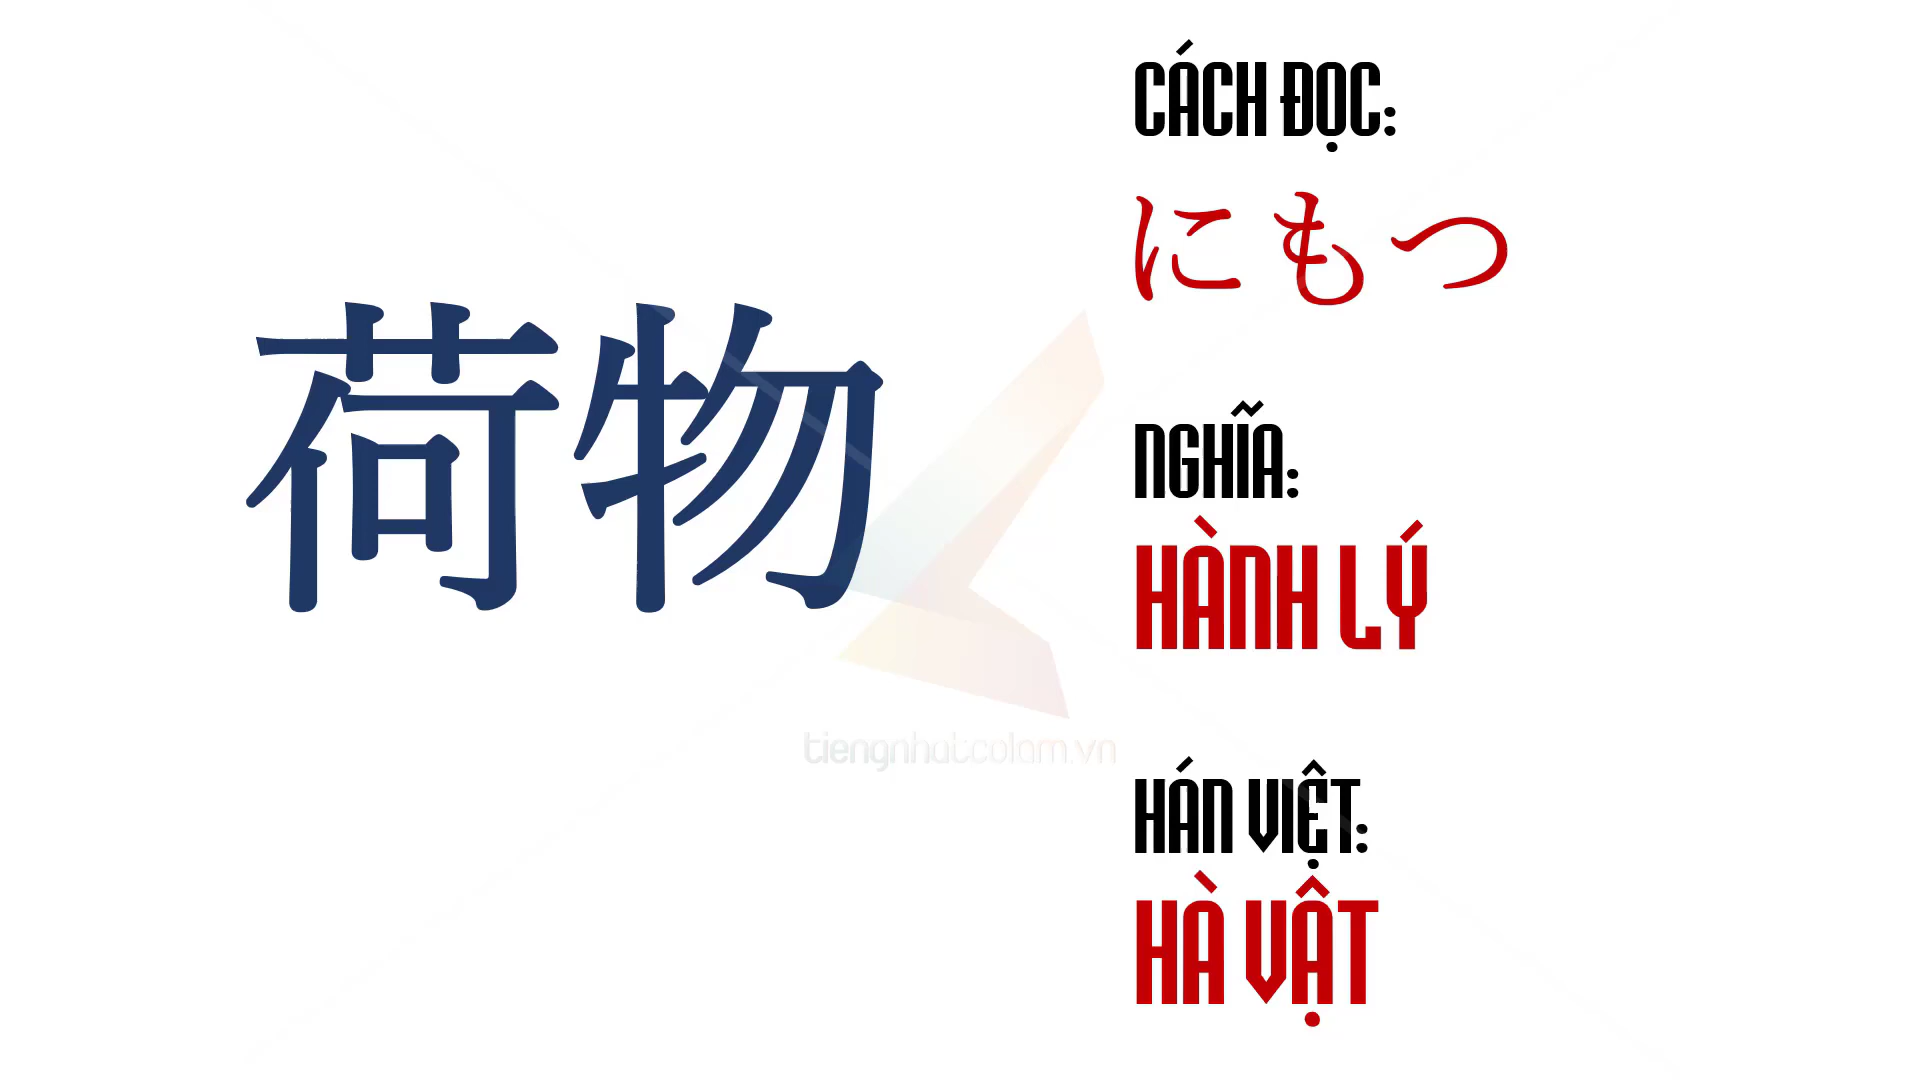 荷物
CÁCH ĐỌC:
にもつ
NGHĨA:
HÀNH LÝ
HÁN VIỆT:
HÀ VẬT
tiengnhatcolam.vn